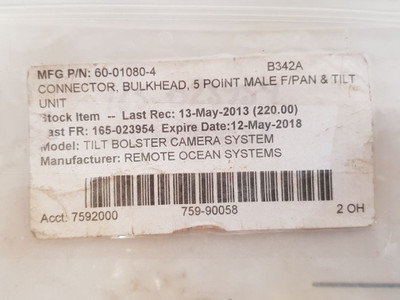 MFG P/N: 60-01080-4 B342A
CONNECTOR, BULKHEAD, 5 POINT MALE F/PAN & TILT
UNIT
Stock Item -- Last Rec: 13-May-2013 (220.00)
Last FR: 165-023954 Expire Date:12-May-2018
Model: TILT BOLSTER CAMERA SYSTEM
Manufacturer: REMOTE OCEAN SYSTEMS
Acct: 7592000 759-90058 2 OH